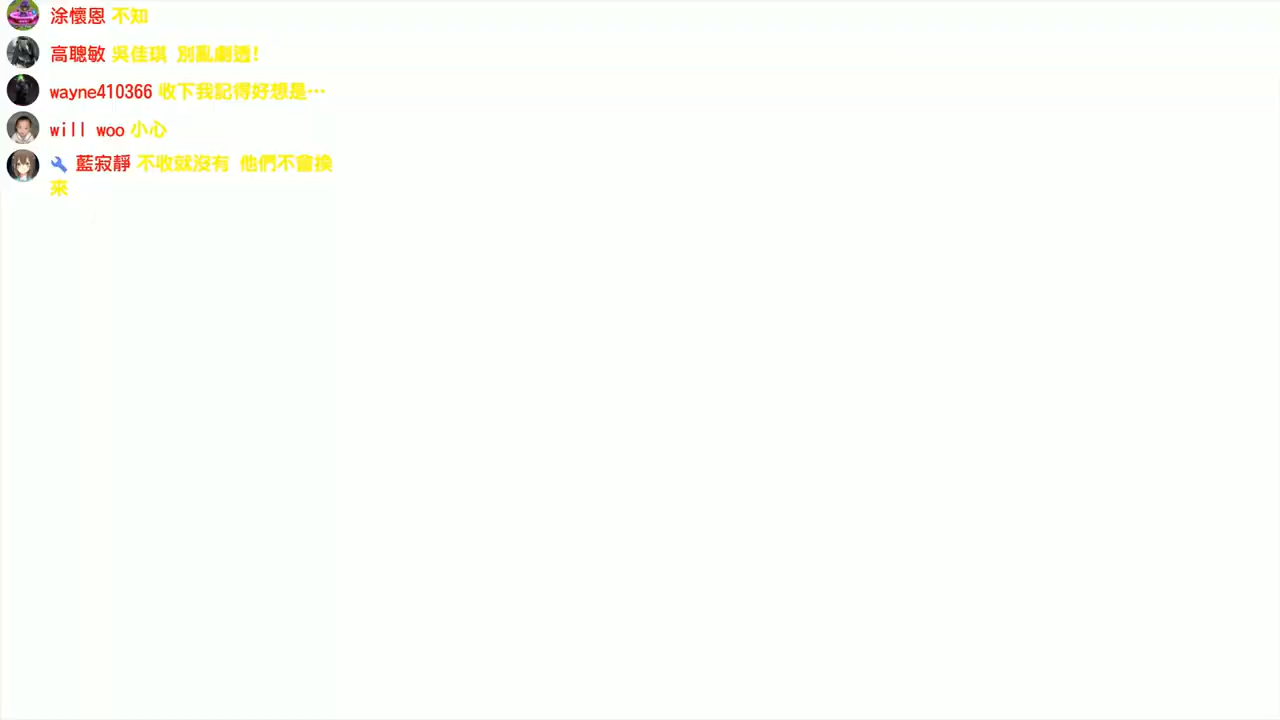 涂懷恩 不知
高聰敏 吳佳琪 別亂劇透!
wayne410366 收下我記得好想是…
will woo 小心
藍寂靜 不收就沒有 他們不會換
來